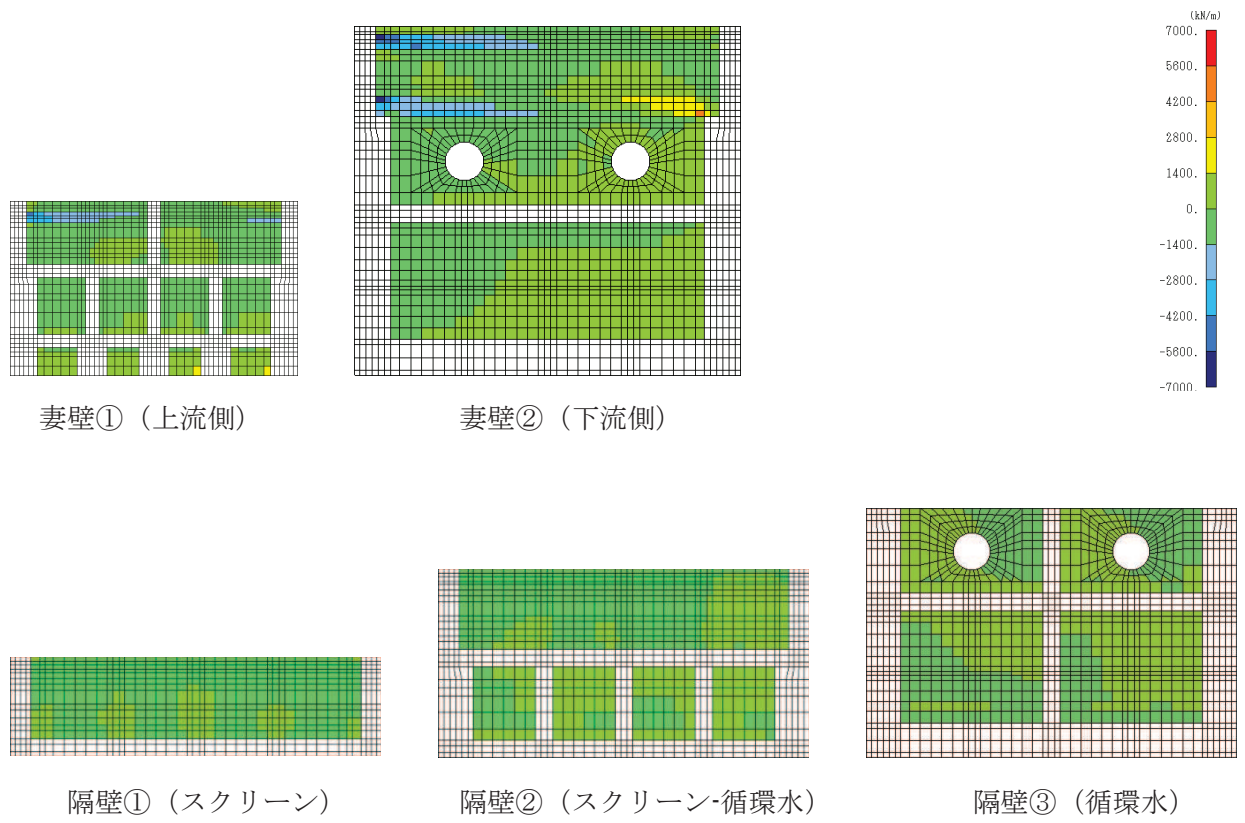 (kN/m)
7000.
5600.
4200.
2800.
1400.
0.
-1400.
-2800.
-4200.
-5600.
-7000.
妻壁①（上流側）
妻壁②（下流側）
隔壁①（スクリーン）
隔壁②（スクリーン-循環水）
隔壁③（循環水）